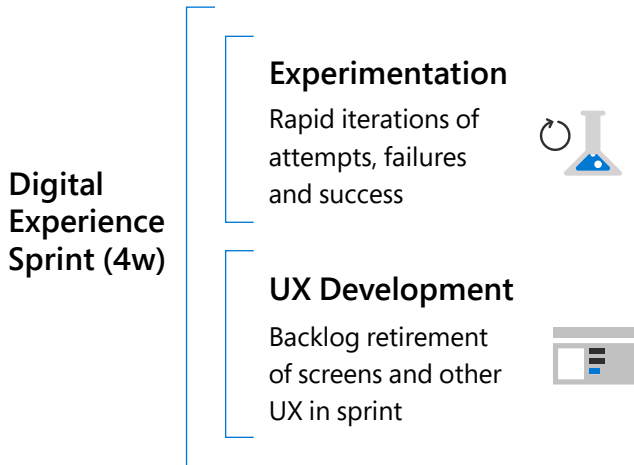 Digital
Experience
Sprint (4w)
Experimentation
Rapid iterations of
attempts, failures
and success
UX Development
Backlog retirement
of screens and other
UX in sprint